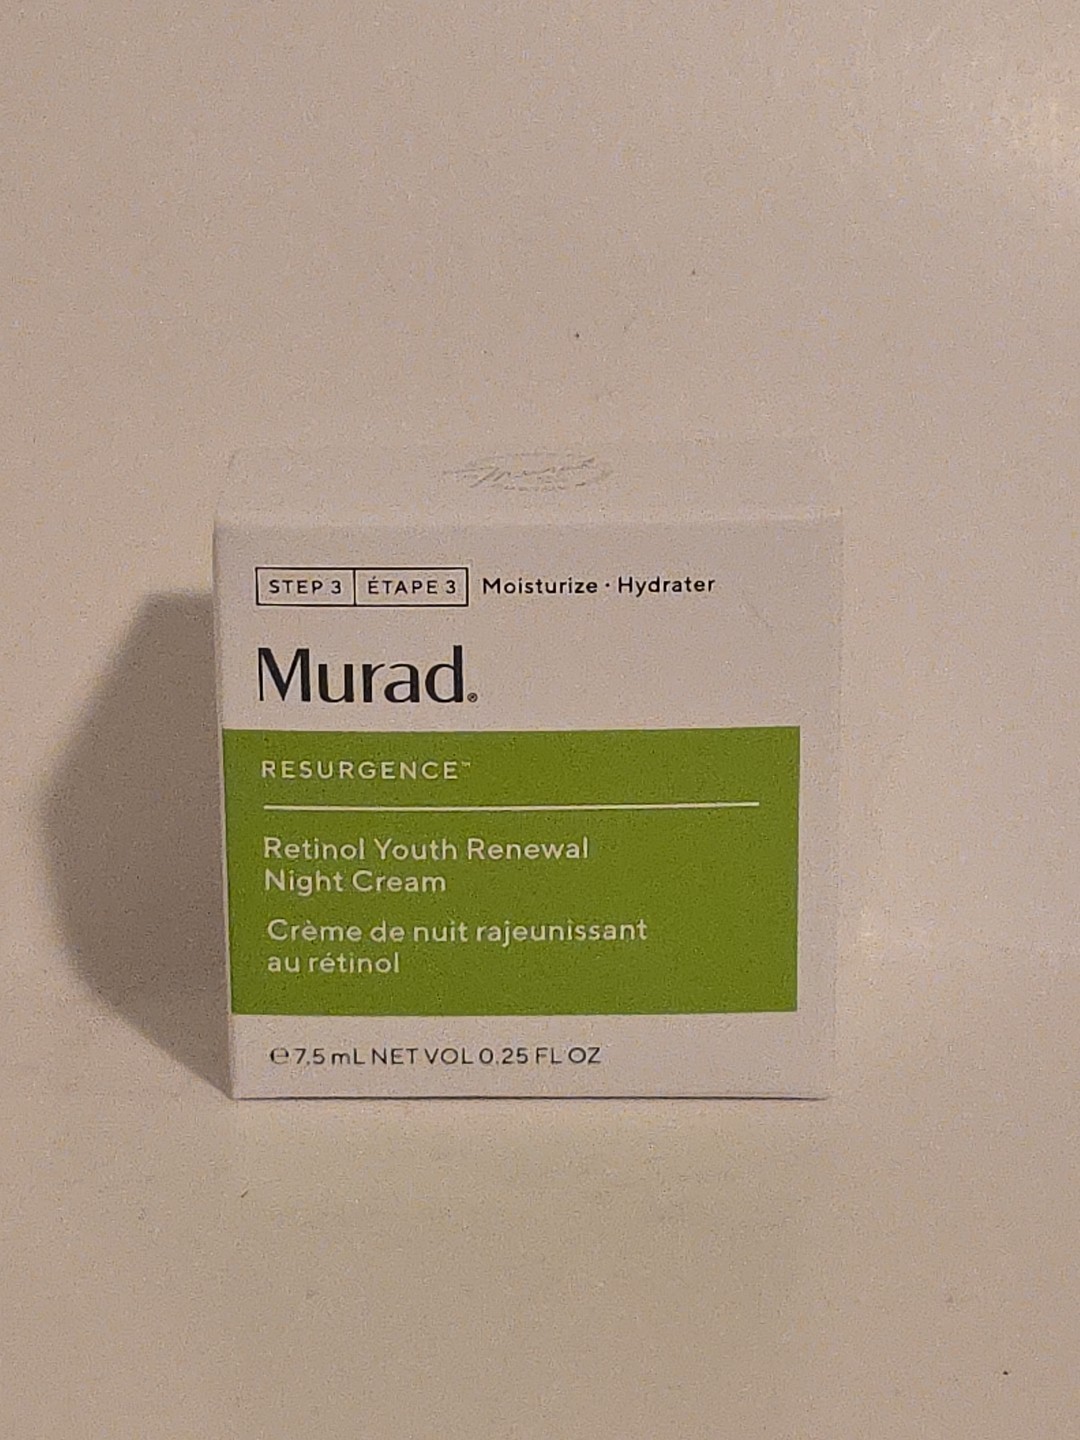 STEP 3 ÉTAPE 3 Moisturize · Hydrater
Murad®
RESURGENCE™
Retinol Youth Renewal
Night Cream
Crème de nuit rajeunissant
au rétinol
℮ 7.5 mL NET VOL 0.25 FL OZ